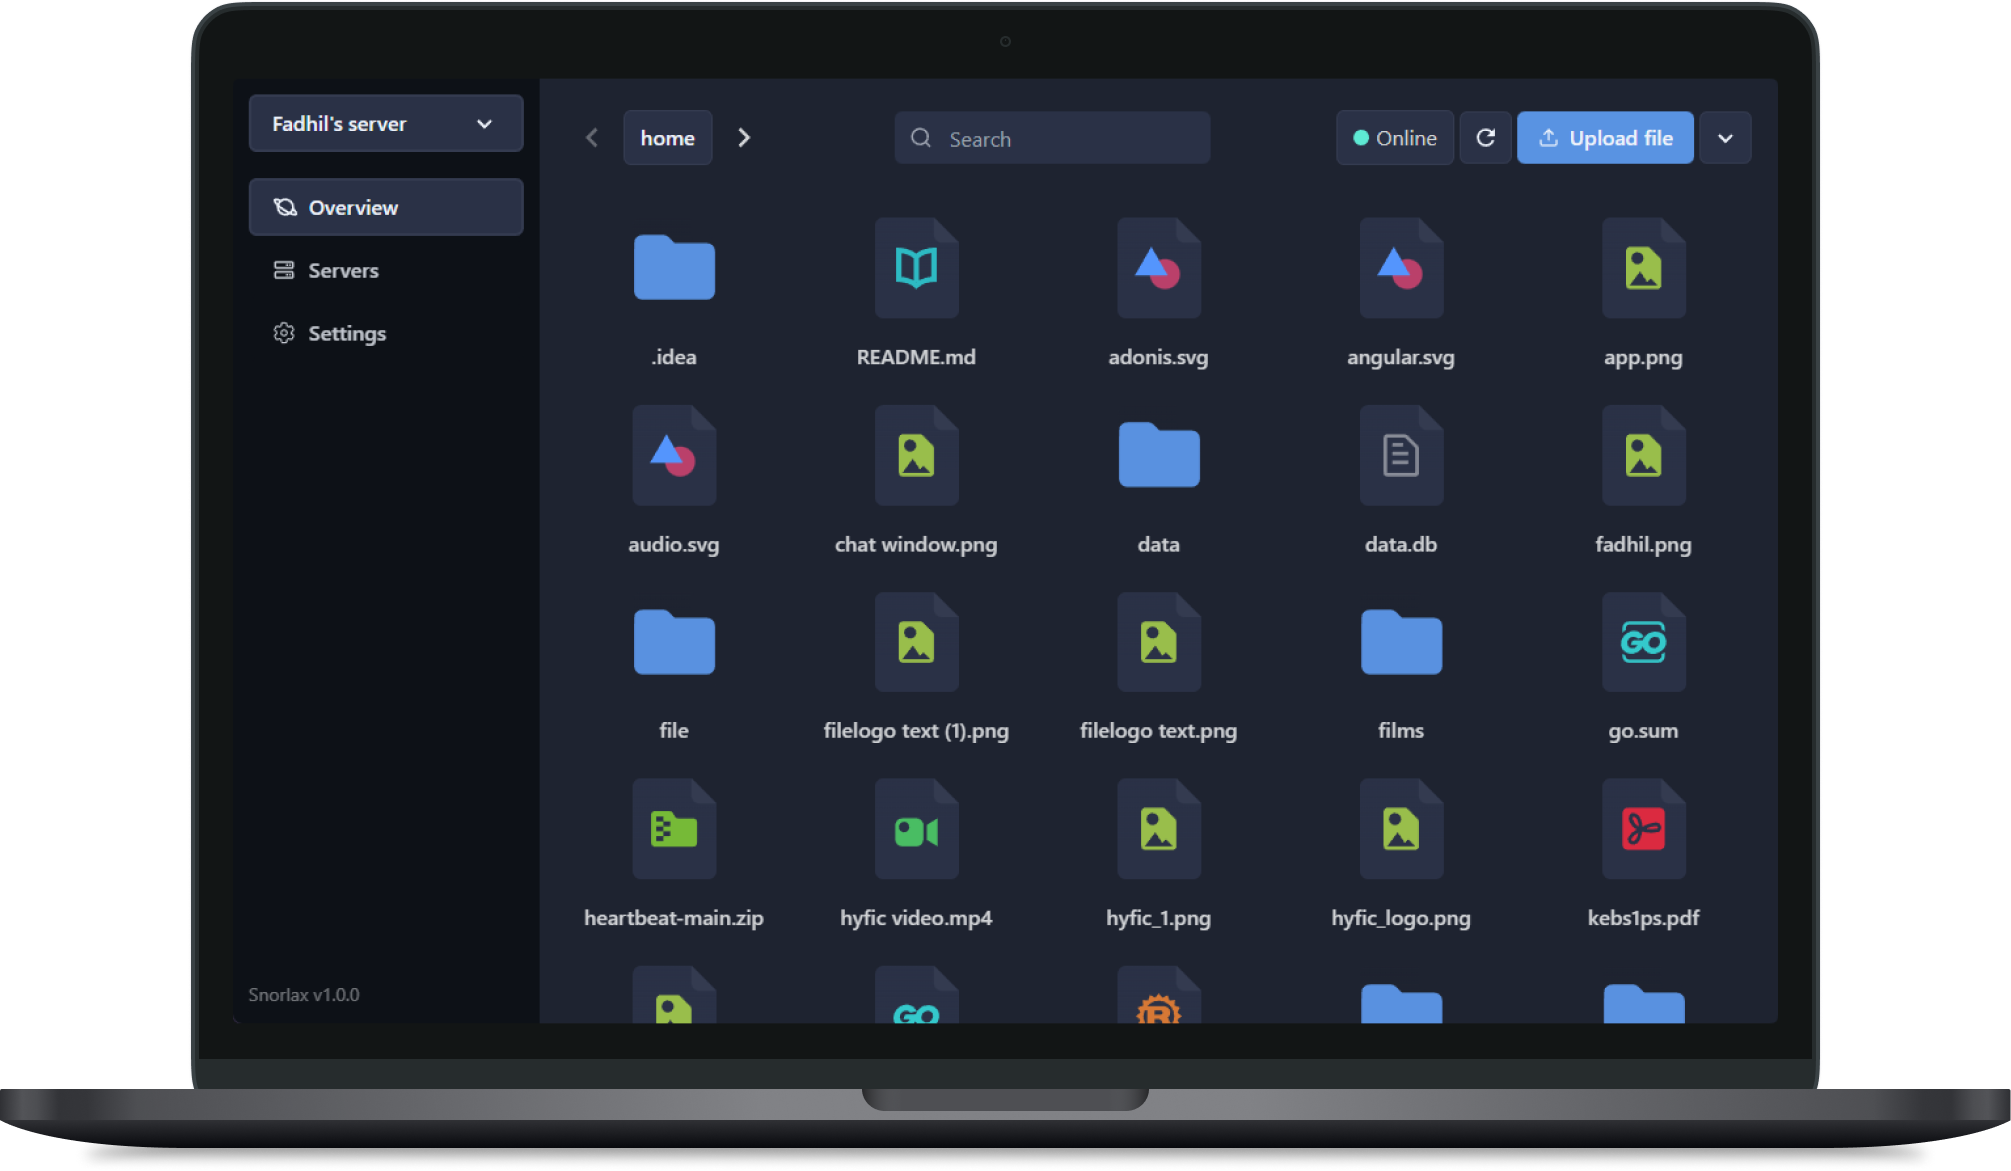 Fadhil's server
Overview
Servers
Settings
Snorlax v1.0.0
home
Search
Online
Upload file
.idea
README.md
adonis.svg
angular.svg
app.png
audio.svg
chat window.png
data
data.db
fadhil.png
file
filelogo text (1).png
filelogo text.png
films
GO
go.sum
heartbeat-main.zip
hyfic video.mp4
hyfic_1.png
hyfic_logo.png
kebs1ps.pdf
GO
R